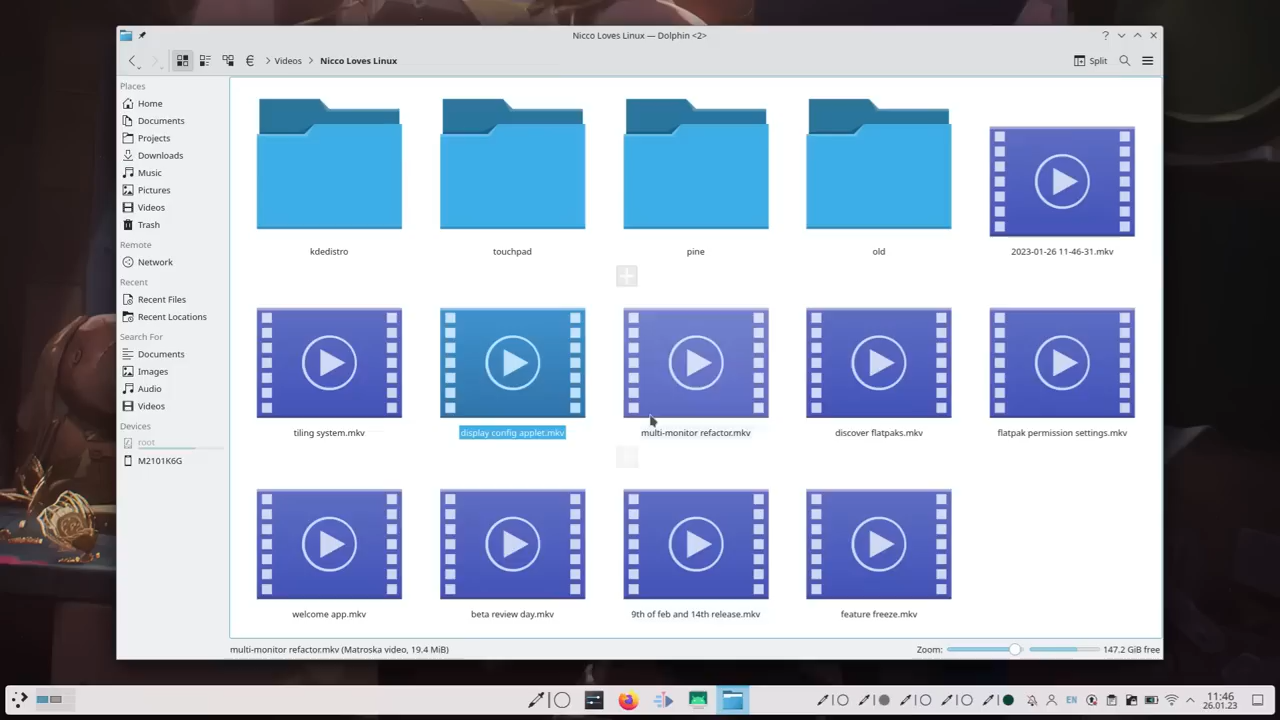 Nicco Loves Linux — Dolphin <2>
Videos
Nicco Loves Linux
Split
Places
Home
Documents
Projects
Downloads
Music
Pictures
Videos
Trash
Remote
Network
Recent
Recent Files
Recent Locations
Search For
Documents
Images
Audio
Videos
Devices
root
M2101K6G
kdedistro
touchpad
pine
old
2023-01-26 11-46-31.mkv
tiling system.mkv
display config applet.mkv
multi-monitor refactor.mkv
discover flatpaks.mkv
flatpak permission settings.mkv
welcome app.mkv
beta review day.mkv
9th of feb and 14th release.mkv
feature freeze.mkv
multi-monitor refactor.mkv (Matroska video, 19.4 MiB)
Zoom:
147.2 GiB free
EN
11:46
26.01.23